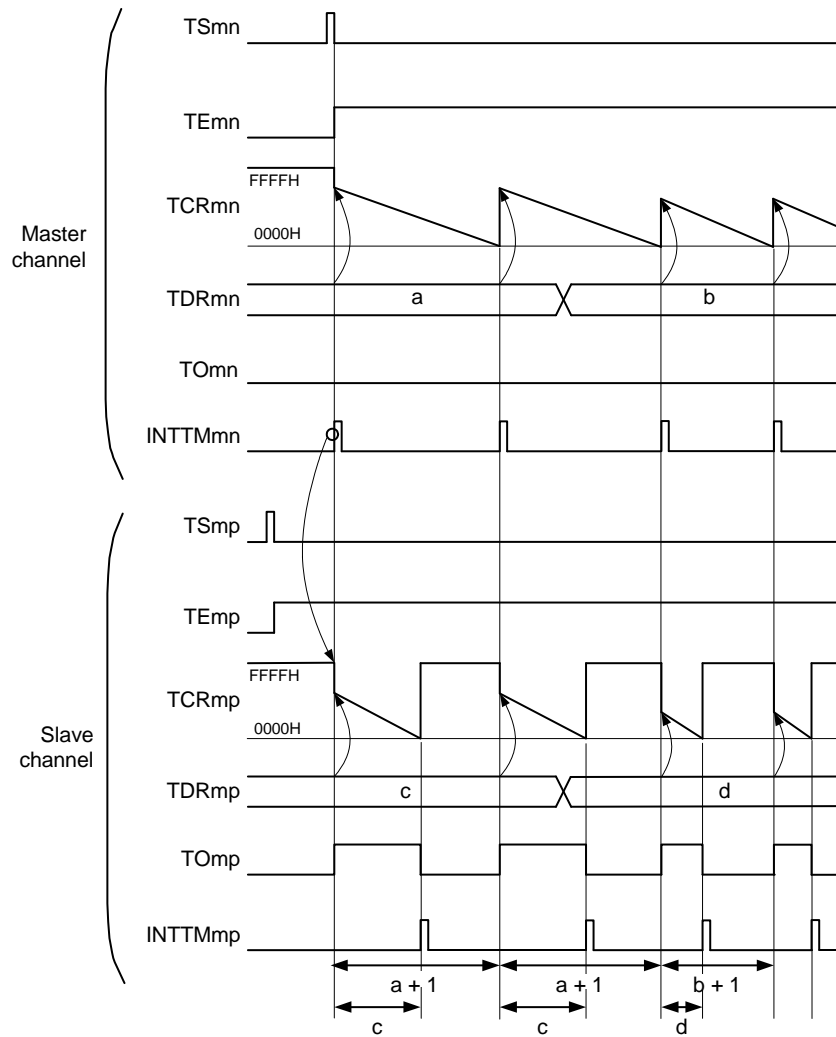 TSmn
TEmn
FFFFH
TCRmn
0000H
Master
channel
TDRmn
a
b
TOmn
INTTMmn
TSmp
TEmp
FFFFH
TCRmp
0000H
Slave
channel
TDRmp
c
d
TOmp
INTTMmp
a + 1
a + 1
b + 1
c
c
d